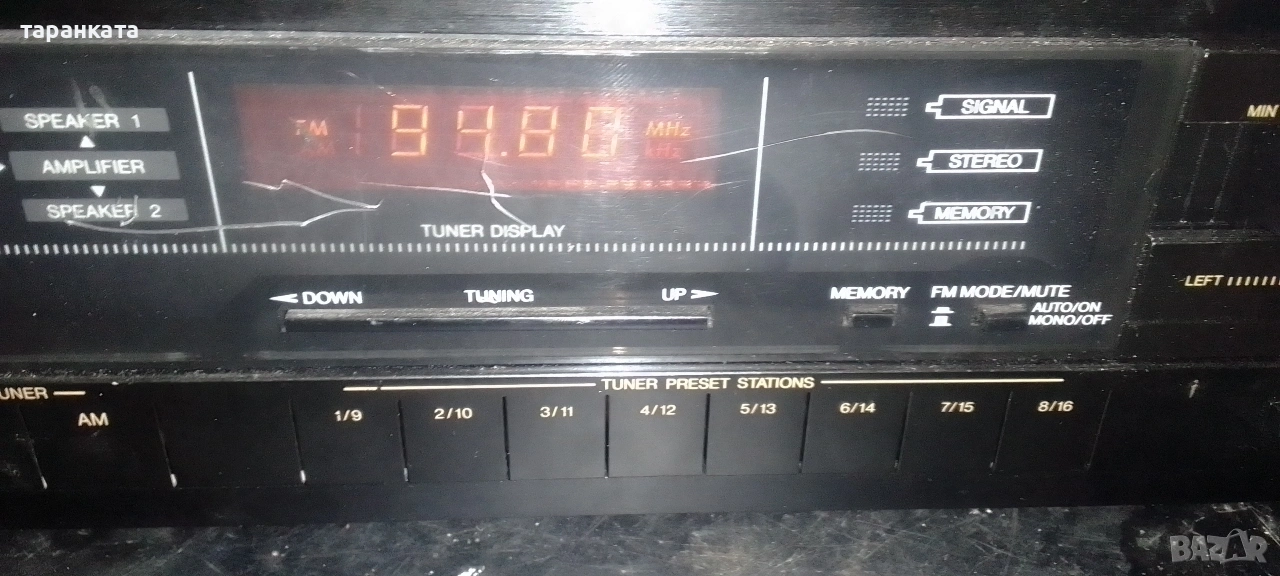 таранката
SPEAKER 1
AMPLIFIER
SPEAKER 2
FM 94.80 MHz
kHz
TUNER DISPLAY
SIGNAL
STEREO
MEMORY
MIN
LEFT
DOWN TUNING UP
MEMORY FM MODE/MUTE
AUTO/ON
MONO/OFF
TUNER PRESET STATIONS
AM 1/9 2/10 3/11 4/12 5/13 6/14 7/15 8/16
BAZAR